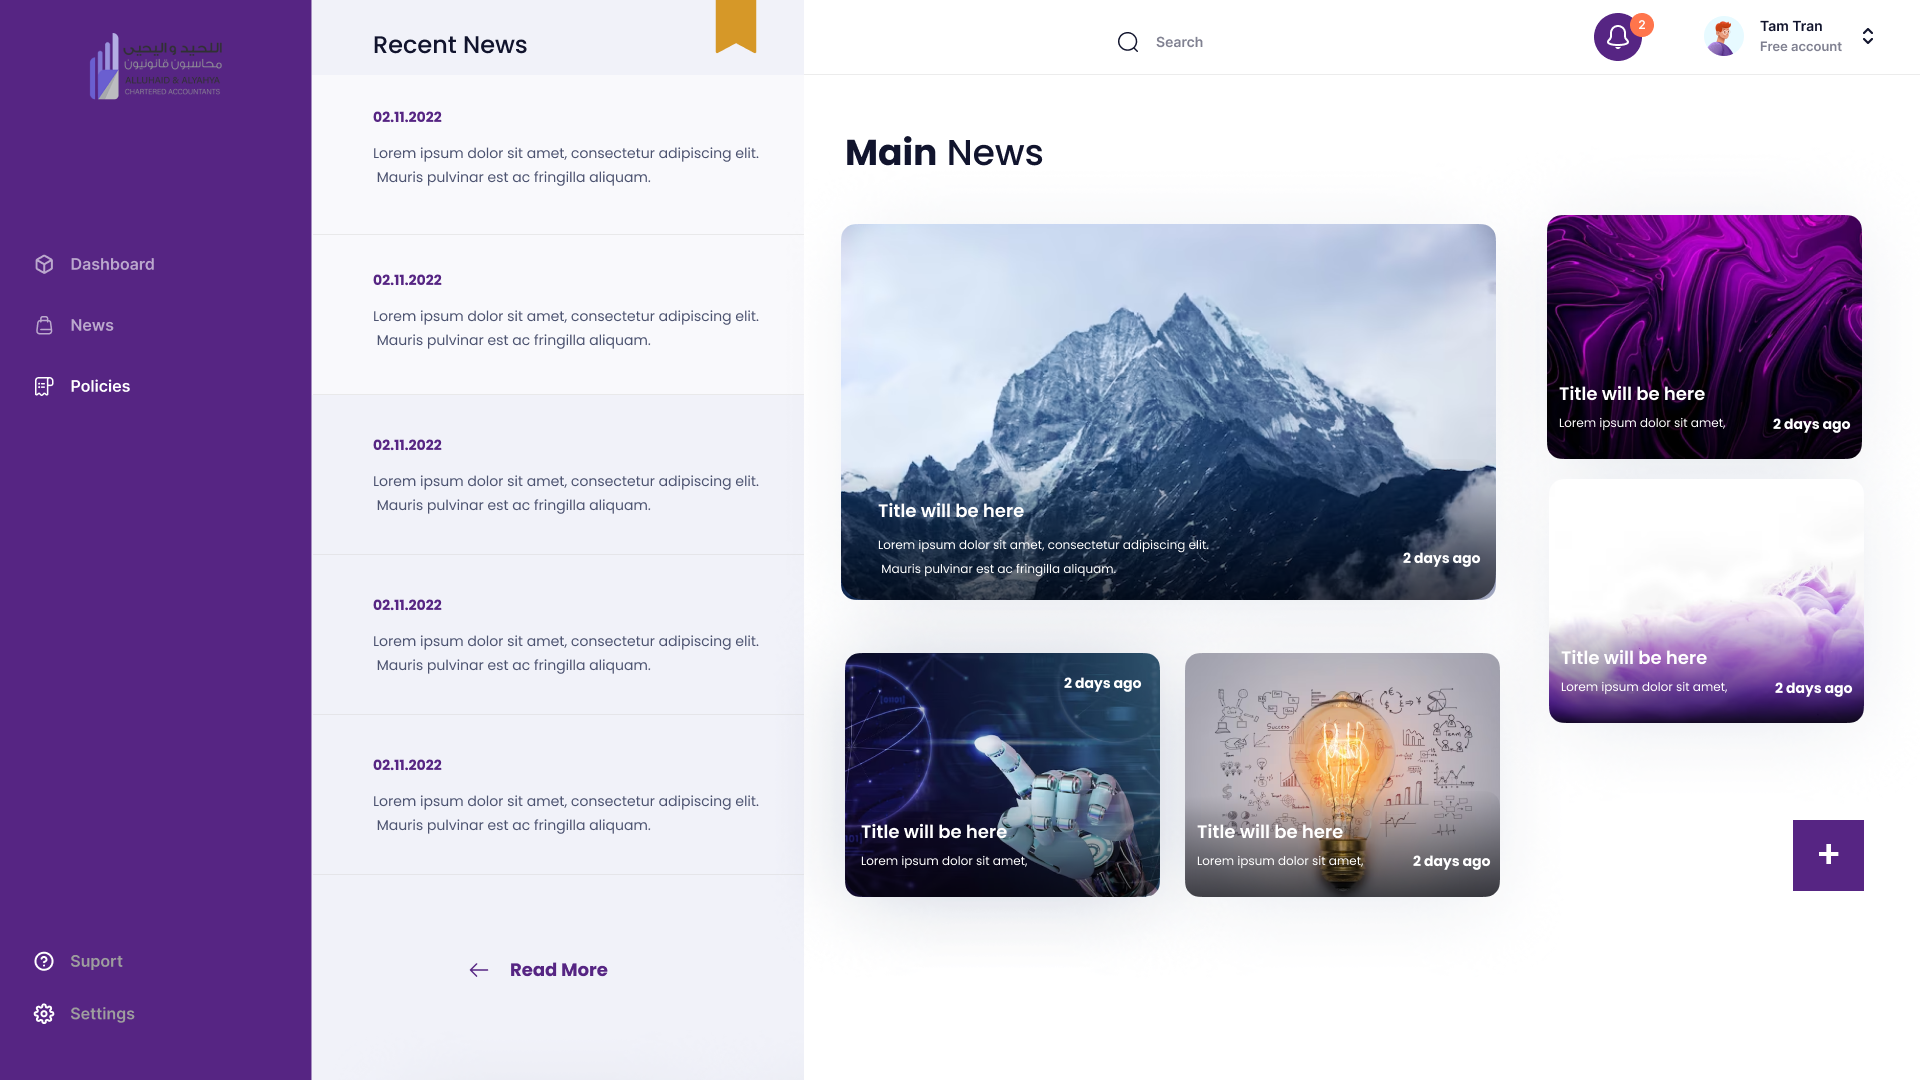 محاسبون قانونيون
CHARTERED ACCOUNTANTS
Dashboard
News
Policies
Suport
Settings
Recent News
02.11.2022
Lorem ipsum dolor sit amet, consectetur adipiscing elit.
Mauris pulvinar est ac fringilla aliquam.
02.11.2022
Lorem ipsum dolor sit amet, consectetur adipiscing elit.
Mauris pulvinar est ac fringilla aliquam.
02.11.2022
Lorem ipsum dolor sit amet, consectetur adipiscing elit.
Mauris pulvinar est ac fringilla aliquam.
02.11.2022
Lorem ipsum dolor sit amet, consectetur adipiscing elit.
Mauris pulvinar est ac fringilla aliquam.
02.11.2022
Lorem ipsum dolor sit amet, consectetur adipiscing elit.
Mauris pulvinar est ac fringilla aliquam.
Read More
Search
2
Tam Tran
Free account
Main News
Title will be here
Lorem ipsum dolor sit amet, consectetur adipiscing elit.
Mauris pulvinar est ac fringilla aliquam.
2 days ago
Title will be here
Lorem ipsum dolor sit amet,
2 days ago
Title will be here
Lorem ipsum dolor sit amet,
2 days ago
2 days ago
Title will be here
Lorem ipsum dolor sit amet,
Success
Team
Title will be here
Lorem ipsum dolor sit amet,
2 days ago
+